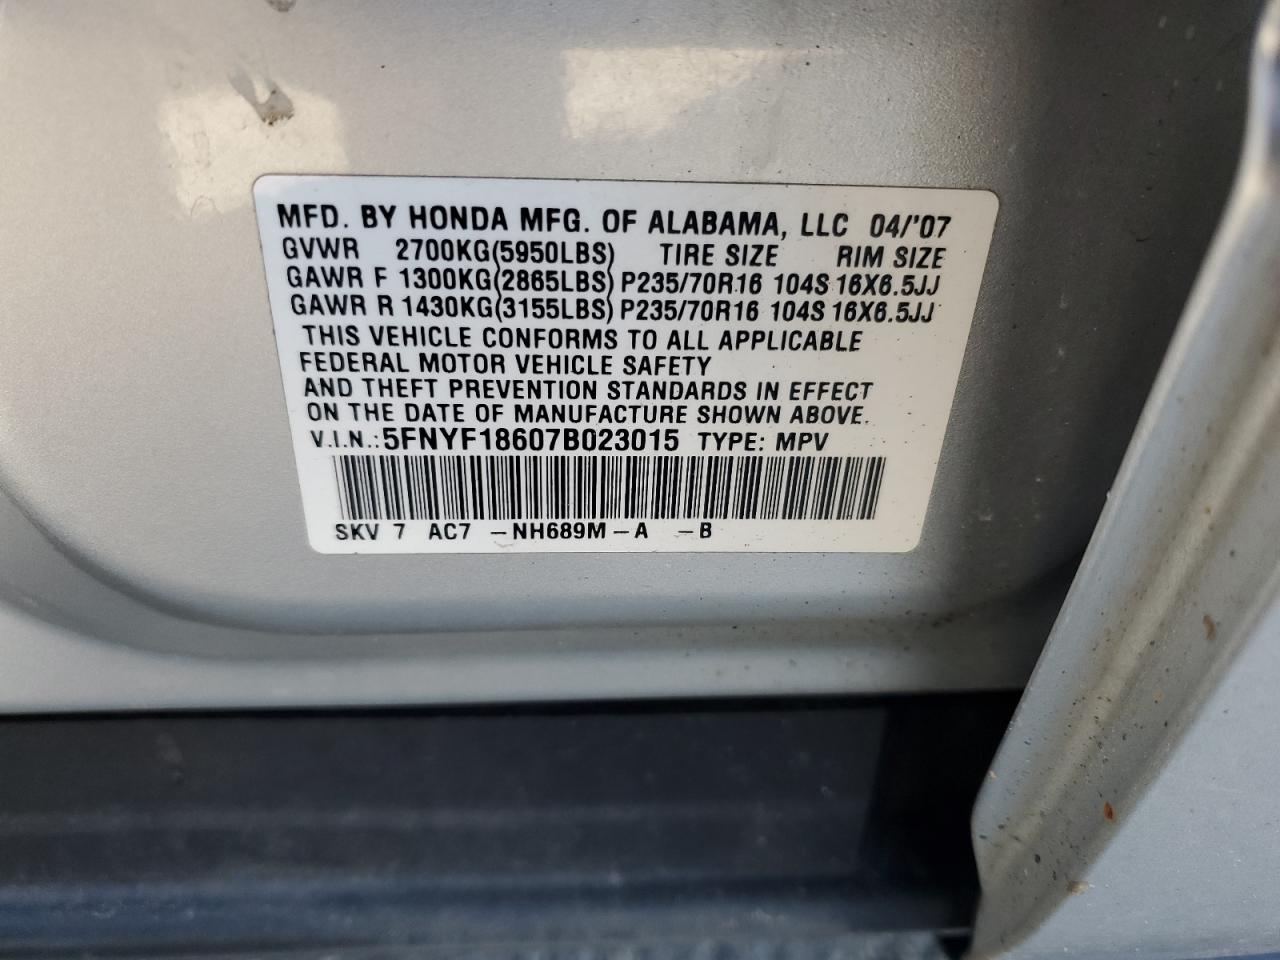 MFD. BY HONDA MFG. OF ALABAMA, LLC 04/'07
GVWR 2700KG(5950LBS) TIRE SIZE RIM SIZE
GAWR F 1300KG(2865LBS) P235/70R16 104S 16X6.5JJ
GAWR R 1430KG(3155LBS) P235/70R16 104S 16X6.5JJ
THIS VEHICLE CONFORMS TO ALL APPLICABLE
FEDERAL MOTOR VEHICLE SAFETY
AND THEFT PREVENTION STANDARDS IN EFFECT
ON THE DATE OF MANUFACTURE SHOWN ABOVE.
V.I.N.:5FNYF18607B023015 TYPE: MPV
SKV 7 AC7 –NH689M–A –B